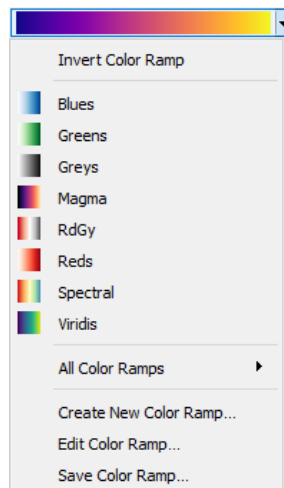 Invert Color Ramp
Blues
Greens
Greys
Magma
RdGy
Reds
Spectral
Viridis
All Color Ramps
Create New Color Ramp...
Edit Color Ramp...
Save Color Ramp...